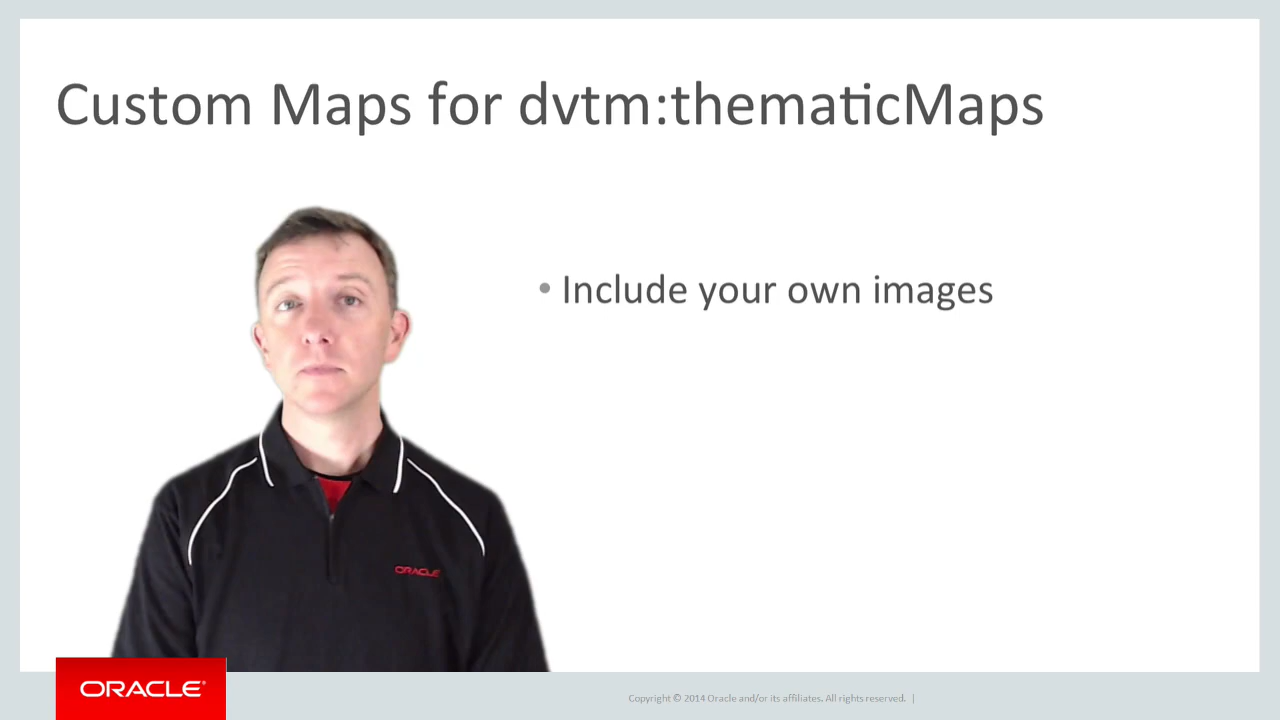 Custom Maps for dvtm:thematicMaps
• Include your own images
ORACLE
ORACLE®
Copyright © 2014 Oracle and/or its affiliates. All rights reserved. |